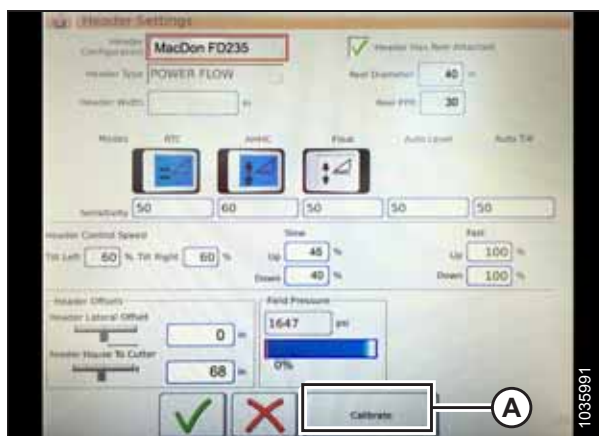 Header Settings
Header Configuration MacDon FD235 Header Has Reel Attached
Header Type POWER FLOW Reel Diameter 40 in
Header Width in Reel PPR 30
Modes RTC AHHC Float Auto Level Auto Tilt
Sensitivity 50 60 50 50 50
Header Control Speed Slow Fast
Tilt Left 60 % Tilt Right 60 % Up 45 % Up 100 %
Down 40 % Down 100 %
Header Offsets Field Pressure
Header Lateral Offset 1647 psi
0 in
Header House To Cutter 0%
68 in
Calibrate A
1035991